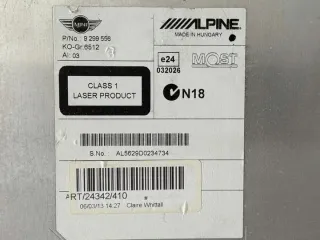 MINI
ALPINE
MADE IN HUNGARY
P/No.: 9 299 556
KO-Gr:6512
AI: 03
e24
032026
MOST
CLASS 1
LASER PRODUCT
N18
S.No.: AL5629D0234734
ART/24342/410
06/03/13 14:27 Claire Whittall